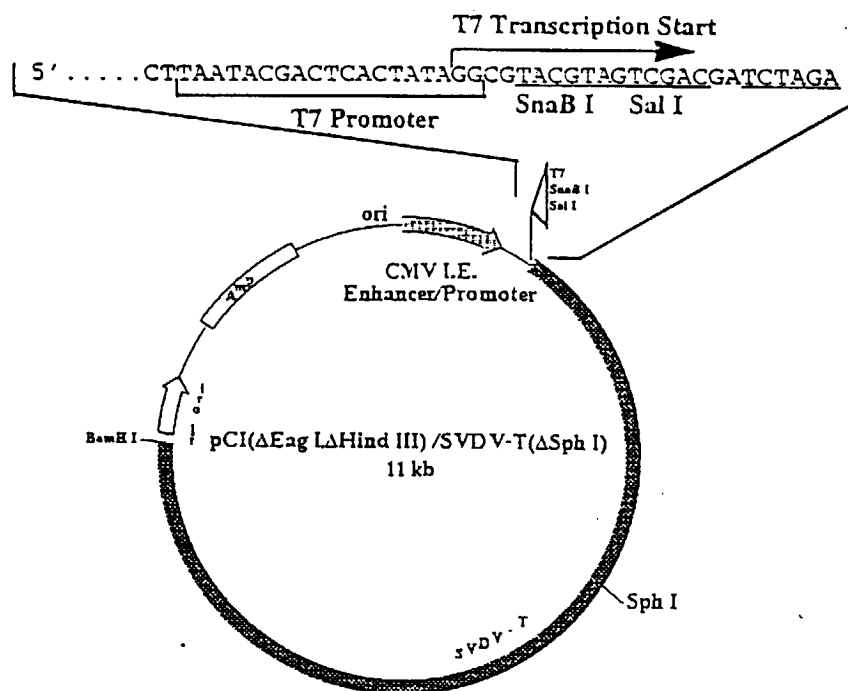 T7 Transcription Start
5'.....CTTAATACGACTCACTATAGGCGTACGTAGTCGACGATCTAGA
SnaB I Sal I
T7 Promoter
T7
SnaB I
Sal I
ori
CMV I.E.
Enhancer/Promoter
BamH I
pCI(ΔEag I,ΔHind III) /SVDV-T(ΔSph I)
11 kb
Sph I
SVDV-T